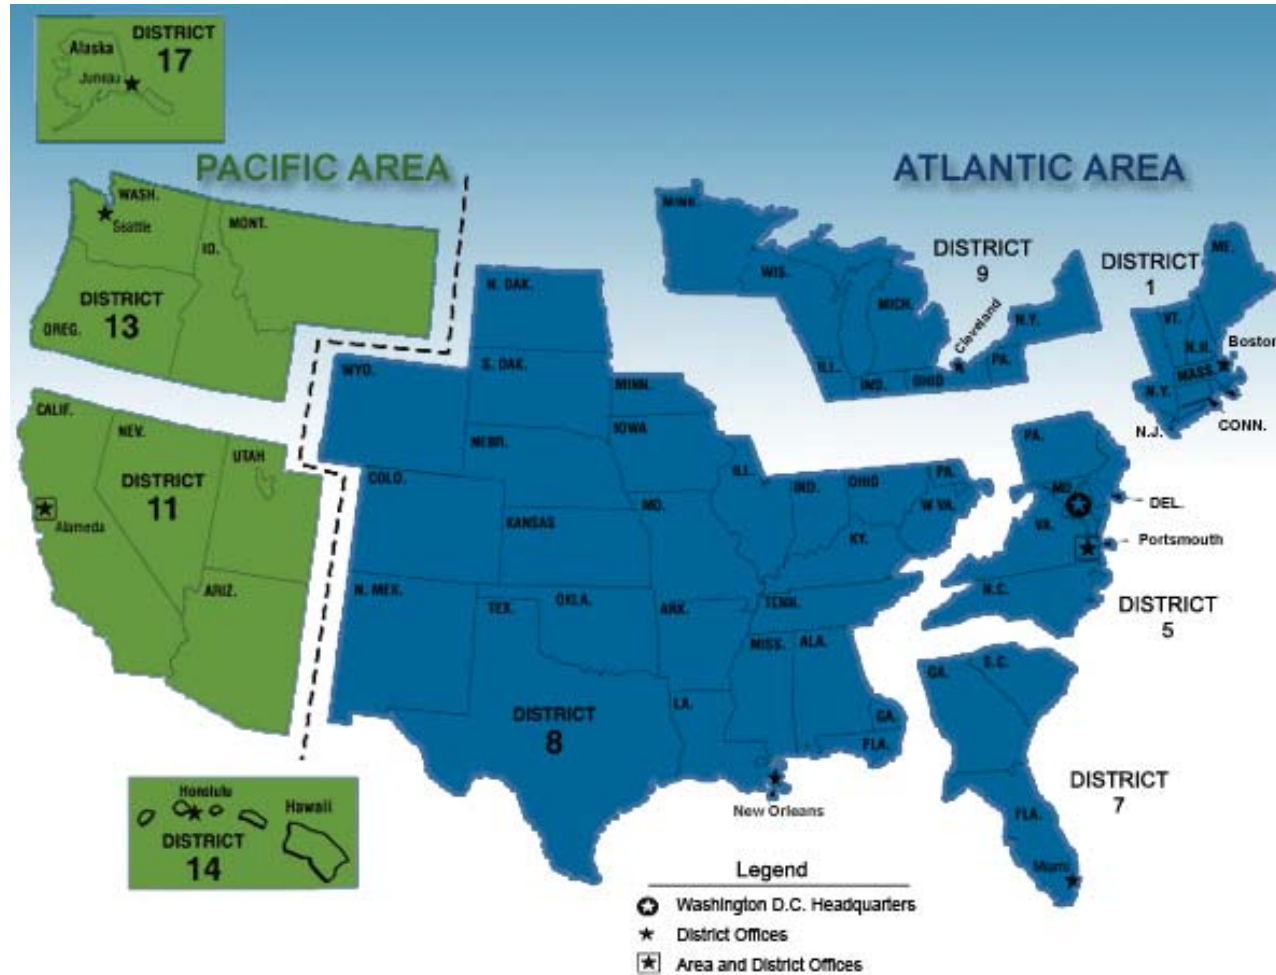 DISTRICT
17
Alaska
Juneau
PACIFIC AREA
ATLANTIC AREA
WASH.
Seattle
ID.
MONT.
DISTRICT
13
OREG.
CALIF.
NEV.
UTAH
DISTRICT
11
Alameda
ARIZ.
Honolulu
Hawaii
DISTRICT
14
N. DAK.
S. DAK.
WYO.
MINN.
NEBR.
IOWA
COLO.
ILL.
IND.
OHIO
PA.
MO.
W VA.
KANSAS
KY.
N. MEX.
TEX.
OKLA.
ARK.
TENN.
MISS.
ALA.
LA.
GA.
FLA.
DISTRICT
8
New Orleans
MINN.
WIS.
MICH.
DISTRICT
9
Cleveland
N.Y.
ILL.
IND.
OHIO
PA.
DISTRICT
1
ME.
VT.
N.H.
Boston
MASS.
N.Y.
CONN.
N.J.
PA.
MD.
DEL.
VA.
Portsmouth
N.C.
DISTRICT
5
GA.
S.C.
DISTRICT
7
FLA.
Miami
Legend
Washington D.C. Headquarters
District Offices
Area and District Offices